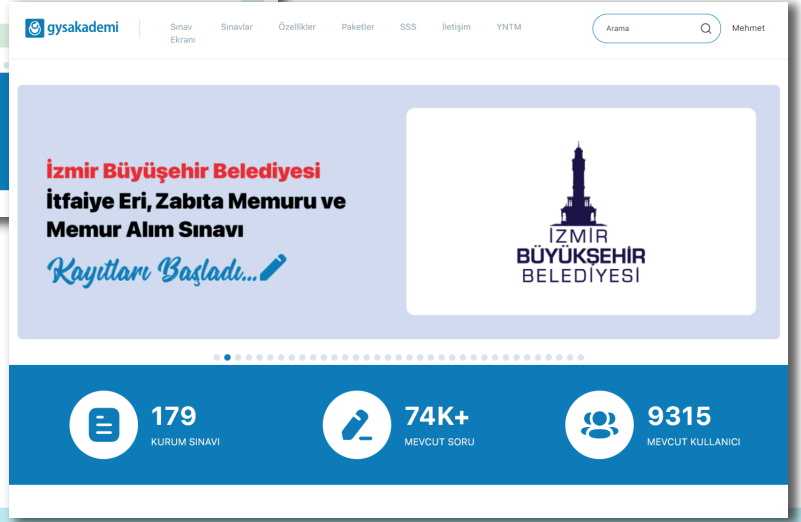 gysakademi
Sınav
Ekranı
Sınavlar
Özellikler
Paketler
SSS
İletişim
YNTM
Arama
Mehmet
İzmir Büyüşehir Belediyesi
İtfaiye Eri, Zabıta Memuru ve
Memur Alım Sınavı
Kayıtları Başladı...
İZMİR
BÜYÜKŞEHİR
BELEDİYESİ
179
KURUM SINAVI
74K+
MEVCUT SORU
9315
MEVCUT KULLANICI